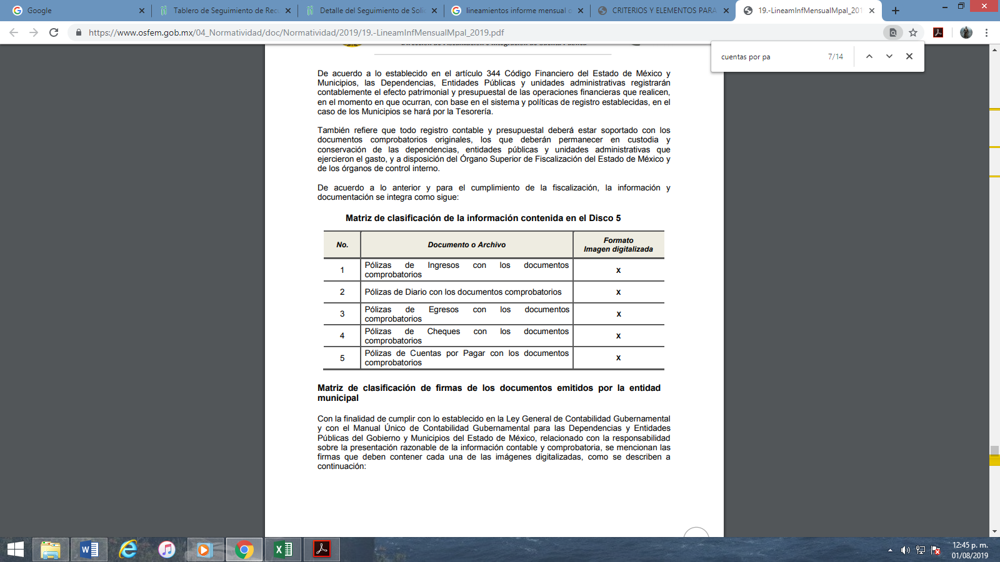 Google
Tablero de Seguimiento de Recu
Detalle del Seguimiento de Solic
lineamientos informe mensual o
CRITERIOS Y ELEMENTOS PARA
19.-LineamInfMensualMpal_201
https://www.osfem.gob.mx/04_Normatividad/doc/Normatividad/2019/19.-LineamInfMensualMpal_2019.pdf
cuentas por pa 7/14
De acuerdo a lo establecido en el artículo 344 Código Financiero del Estado de México y
Municipios, las Dependencias, Entidades Públicas y unidades administrativas registrarán
contablemente el efecto patrimonial y presupuestal de las operaciones financieras que realicen,
en el momento en que ocurran, con base en el sistema y políticas de registro establecidas, en el
caso de los Municipios se hará por la Tesorería.
También refiere que todo registro contable y presupuestal deberá estar soportado con los
documentos comprobatorios originales, los que deberán permanecer en custodia y
conservación de las dependencias, entidades públicas y unidades administrativas que
ejercieron el gasto, y a disposición del Órgano Superior de Fiscalización del Estado de México y
de los órganos de control interno.
De acuerdo a lo anterior y para el cumplimiento de la fiscalización, la información y
documentación se integra como sigue:
Matriz de clasificación de la información contenida en el Disco 5
No. Documento o Archivo Formato
Imagen digitalizada
1 Pólizas de Ingresos con los documentos
comprobatorios x
2 Pólizas de Diario con los documentos comprobatorios x
3 Pólizas de Egresos con los documentos
comprobatorios x
4 Pólizas de Cheques con los documentos
comprobatorios x
5 Pólizas de Cuentas por Pagar con los documentos
comprobatorios x
Matriz de clasificación de firmas de los documentos emitidos por la entidad
municipal
Con la finalidad de cumplir con lo establecido en la Ley General de Contabilidad Gubernamental
y con el Manual Único de Contabilidad Gubernamental para las Dependencias y Entidades
Públicas del Gobierno y Municipios del Estado de México, relacionado con la responsabilidad
sobre la presentación razonable de la información contable y comprobatoria, se mencionan las
firmas que deben contener cada una de las imágenes digitalizadas, como se describen a
continuación:
12:45 p. m.
01/08/2019